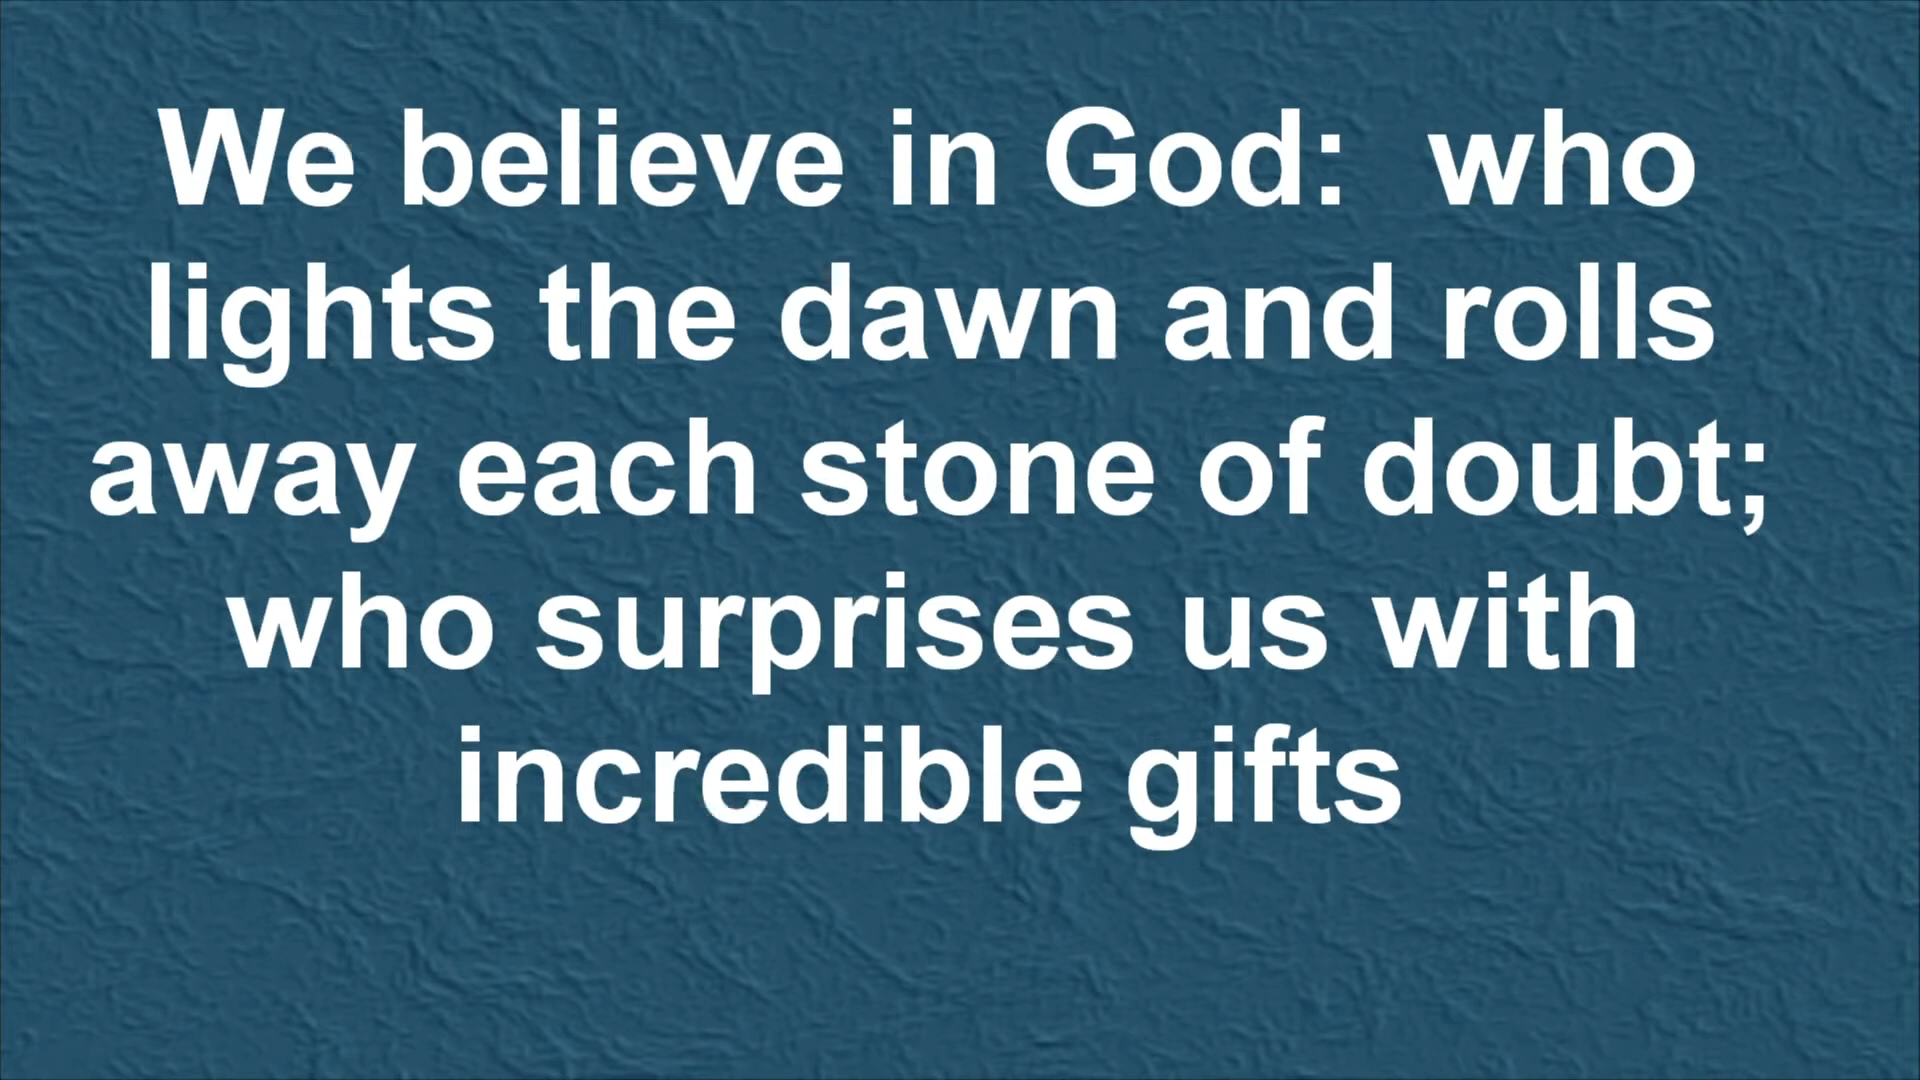 We believe in God:  who
lights the dawn and rolls
away each stone of doubt;
who surprises us with
incredible gifts